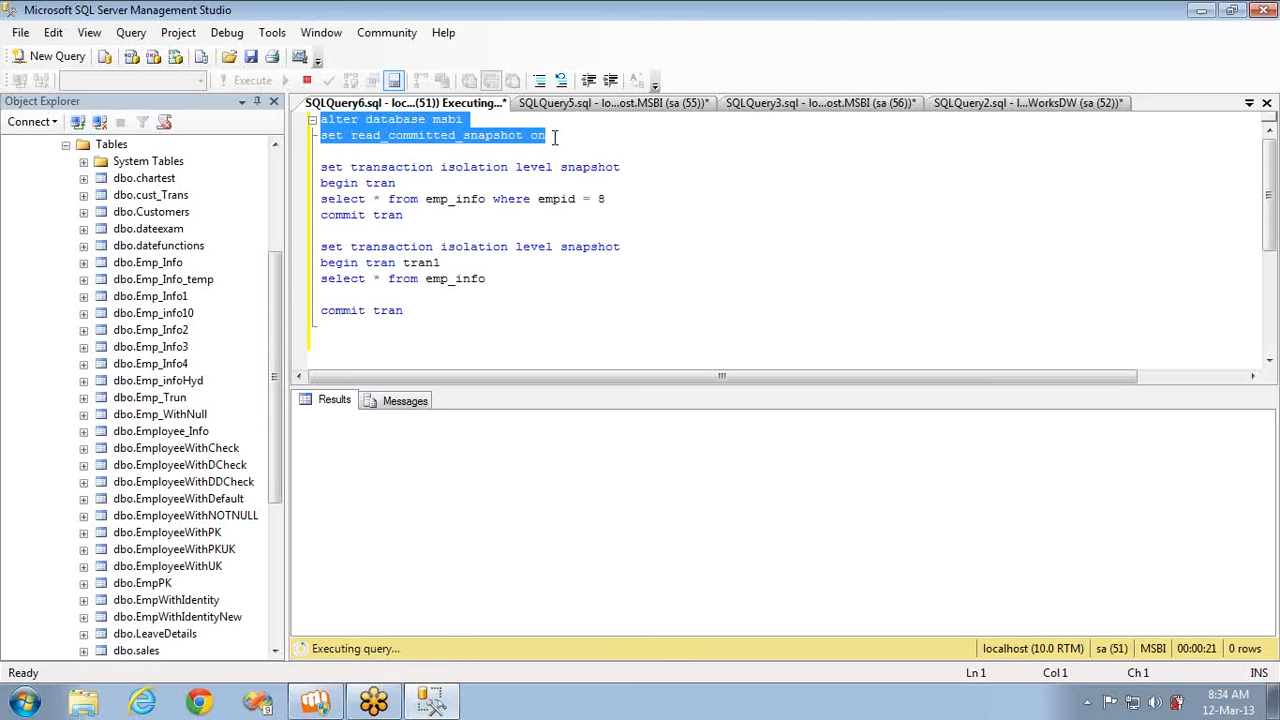 Microsoft SQL Server Management Studio
File Edit View Query Project Debug Tools Window Community Help
New Query
Execute
Object Explorer
SQLQuery6.sql - loc...(51)) Executing...*
SQLQuery5.sql - lo...ost.MSBI (sa (55))*
SQLQuery3.sql - lo...ost.MSBI (sa (56))*
SQLQuery2.sql - l...WorksDW (sa (52))*
Connect
Tables
System Tables
dbo.chartest
dbo.cust_Trans
dbo.Customers
dbo.dateexam
dbo.datefunctions
dbo.Emp_Info
dbo.Emp_Info_temp
dbo.Emp_Info1
dbo.Emp_info10
dbo.Emp_Info2
dbo.Emp_Info3
dbo.Emp_Info4
dbo.Emp_infoHyd
dbo.Emp_Trun
dbo.Emp_WithNull
dbo.Employee_Info
dbo.EmployeeWithCheck
dbo.EmployeeWithDCheck
dbo.EmployeeWithDDCheck
dbo.EmployeeWithDefault
dbo.EmployeeWithNOTNULL
dbo.EmployeeWithPK
dbo.EmployeeWithPKUK
dbo.EmployeeWithUK
dbo.EmpPK
dbo.EmpWithIdentity
dbo.EmpWithIdentityNew
dbo.LeaveDetails
dbo.sales
alter database msbi
set read_committed_snapshot on
set transaction isolation level snapshot
begin tran
select * from emp_info where empid = 8
commit tran
set transaction isolation level snapshot
begin tran tran1
select * from emp_info
commit tran
Results Messages
Executing query... localhost (10.0 RTM) sa (51) MSBI 00:00:21 0 rows
Ready Ln 1 Col 1 Ch 1 INS
8:34 AM
12-Mar-13